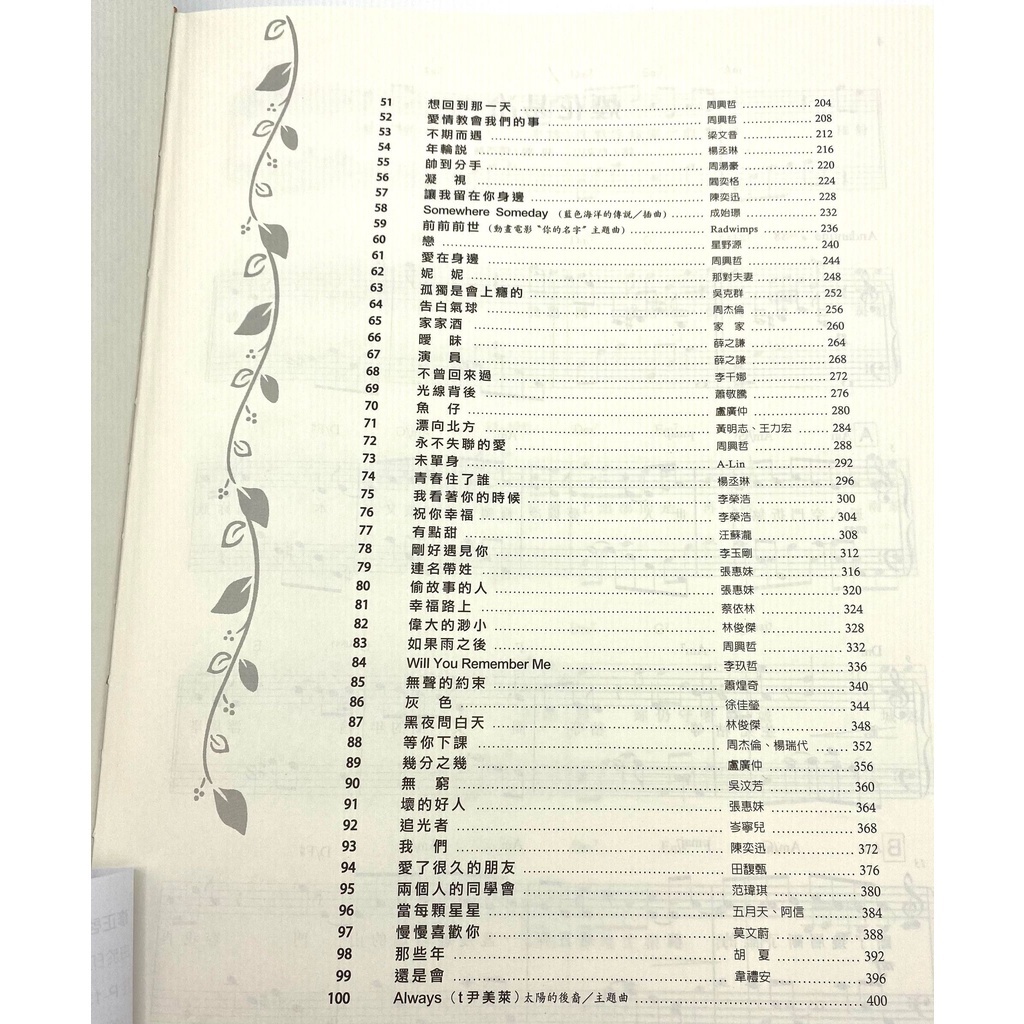 51 想回到那一天 周興哲 204
52 愛情教會我們的事 周興哲 208
53 不期而遇 梁文音 212
54 年輪説 楊丞琳 216
55 帥到分手 周湯豪 220
56 凝視 閻奕格 224
57 讓我留在你身邊 陳奕迅 228
58 Somewhere Someday (藍色海洋的傳說／插曲) 成始璟 232
59 前前前世 (動畫電影〝你的名字〞主題曲) Radwimps 236
60 戀 星野源 240
61 愛在身邊 周興哲 244
62 妮妮 那對夫妻 248
63 孤獨是會上癮的 吳克群 252
64 告白氣球 周杰倫 256
65 家家酒 家家 260
66 曖昧 薛之謙 264
67 演員 薛之謙 268
68 不曾回來過 李千娜 272
69 光線背後 蕭敬騰 276
70 魚仔 盧廣仲 280
71 漂向北方 黃明志、王力宏 284
72 永不失聯的愛 周興哲 288
73 未單身 A-Lin 292
74 青春住了誰 楊丞琳 296
75 我看著你的時候 李榮浩 300
76 祝你幸福 李榮浩 304
77 有點甜 汪蘇瀧 308
78 剛好遇見你 李玉剛 312
79 連名帶姓 張惠妹 316
80 偷故事的人 張惠妹 320
81 幸福路上 蔡依林 324
82 偉大的渺小 林俊傑 328
83 如果雨之後 周興哲 332
84 Will You Remember Me 李玖哲 336
85 無聲的約束 蕭煌奇 340
86 灰色 徐佳瑩 344
87 黑夜問白天 林俊傑 348
88 等你下課 周杰倫、楊瑞代 352
89 幾分之幾 盧廣仲 356
90 無窮 吳汶芳 360
91 壞的好人 張惠妹 364
92 追光者 岑寧兒 368
93 我們 陳奕迅 372
94 愛了很久的朋友 田馥甄 376
95 兩個人的同學會 范瑋琪 380
96 當每顆星星 五月天、阿信 384
97 慢慢喜歡你 莫文蔚 388
98 那些年 胡夏 392
99 還是會 韋禮安 396
100 Always (t尹美萊) 太陽的後裔／主題曲 400